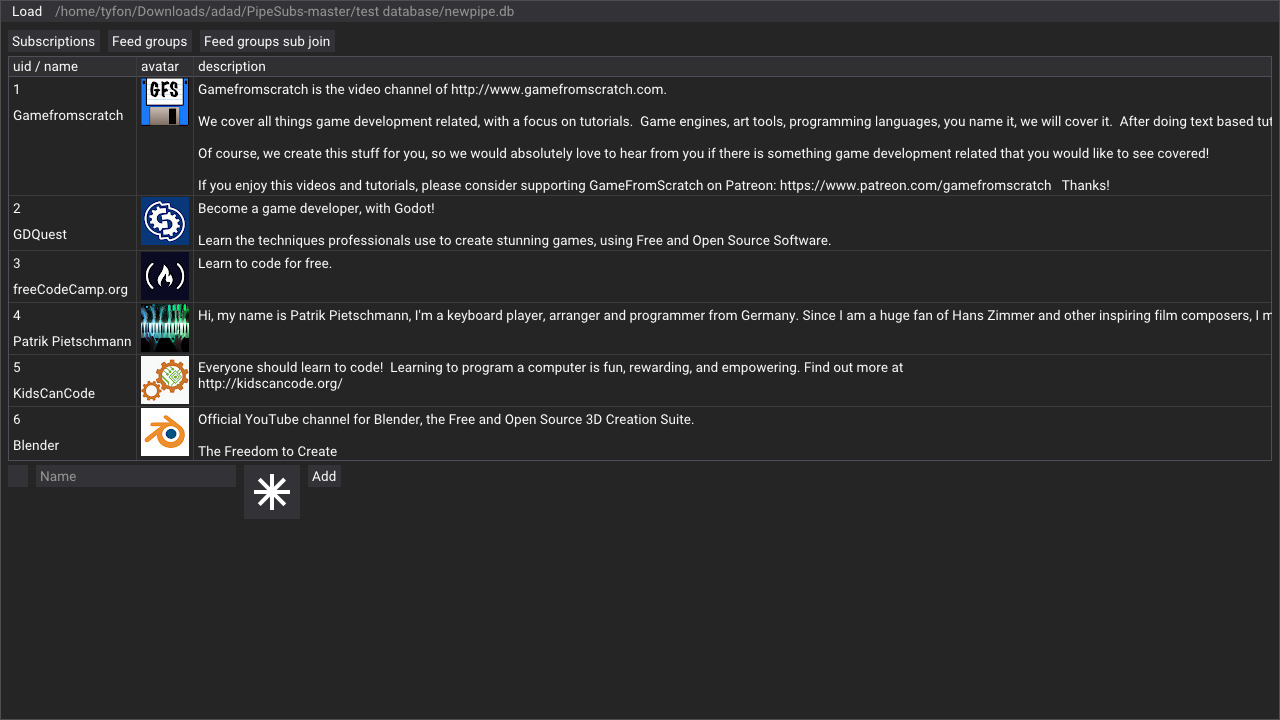 Load /home/tyfon/Downloads/adad/PipeSubs-master/test database/newpipe.db
Subscriptions Feed groups Feed groups sub join
uid / name avatar description
1
GFS
Gamefromscratch
Gamefromscratch is the video channel of http://www.gamefromscratch.com.
We cover all things game development related, with a focus on tutorials.  Game engines, art tools, programming languages, you name it, we will cover it.  After doing text based tut
Of course, we create this stuff for you, so we would absolutely love to hear from you if there is something game development related that you would like to see covered!
If you enjoy this videos and tutorials, please consider supporting GameFromScratch on Patreon: https://www.patreon.com/gamefromscratch   Thanks!
2
GDQuest
Become a game developer, with Godot!
Learn the techniques professionals use to create stunning games, using Free and Open Source Software.
3
freeCodeCamp.org
Learn to code for free.
4
Patrik Pietschmann
Hi, my name is Patrik Pietschmann, I'm a keyboard player, arranger and programmer from Germany. Since I am a huge fan of Hans Zimmer and other inspiring film composers, I m
5
KidsCanCode
Everyone should learn to code!  Learning to program a computer is fun, rewarding, and empowering. Find out more at
http://kidscancode.org/
6
Blender
Official YouTube channel for Blender, the Free and Open Source 3D Creation Suite.
The Freedom to Create
Name Add